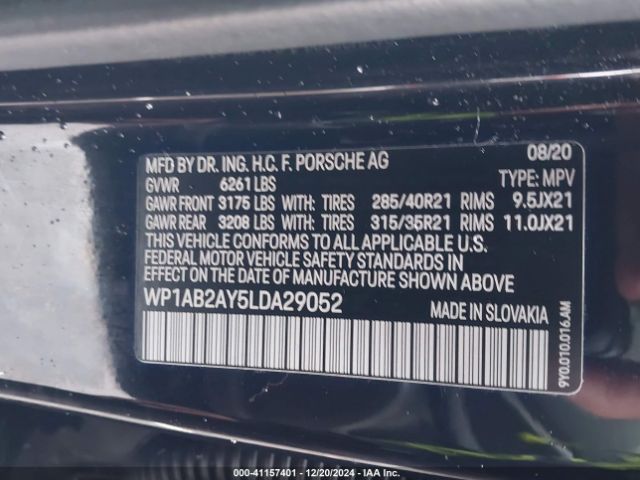 MFD BY DR. ING. H.C. F. PORSCHE AG 08/20
GVWR 6261 LBS TYPE: MPV
GAWR FRONT 3175 LBS WITH: TIRES 285/40R21 RIMS 9.5JX21
GAWR REAR 3208 LBS WITH: TIRES 315/35R21 RIMS 11.0JX21
THIS VEHICLE CONFORMS TO ALL APPLICABLE U.S.
FEDERAL MOTOR VEHICLE SAFETY STANDARDS IN
EFFECT ON THE DATE OF MANUFACTURE SHOWN ABOVE
WP1AB2AY5LDA29052 MADE IN SLOVAKIA
9Y0.010.016.AM
000-41157401 - 12/20/2024 - IAA Inc.